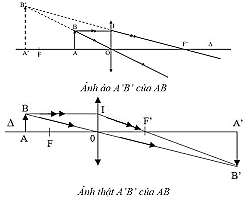 B'
B I
A' F A O F' Δ
Ảnh ảo A'B' của AB
B I
Δ F' A'
A F 0
B'
Ảnh thật A'B' của AB